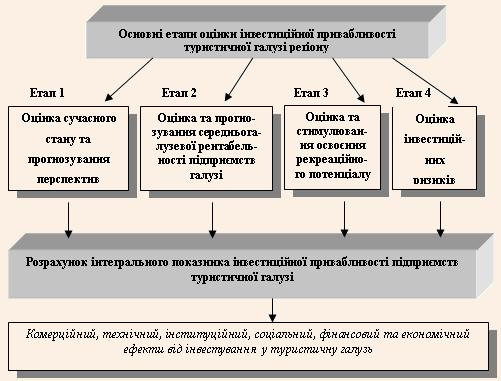 Основні етапи оцінки інвестиційної привабливості
туристичної галузі регіону
Етап 1
Етап 2
Етап 3
Етап 4
Оцінка сучасного
стану та
прогнозування
перспектив
Оцінка та прогно-
зування середньога-
лузевої рентабель-
ності підприємств
галузі
Оцінка та
стимулюван-
ня освоєння
рекреаційно-
го потенціалу
Оцінка
інвестицій-
них
ризиків
Розрахунок інтегрального показника інвестиційної привабливості підприємств
туристичної галузі
Комерційний, технічний, інституційний, соціальний, фінансовий та економічний
ефекти від інвестування у туристичну галузь